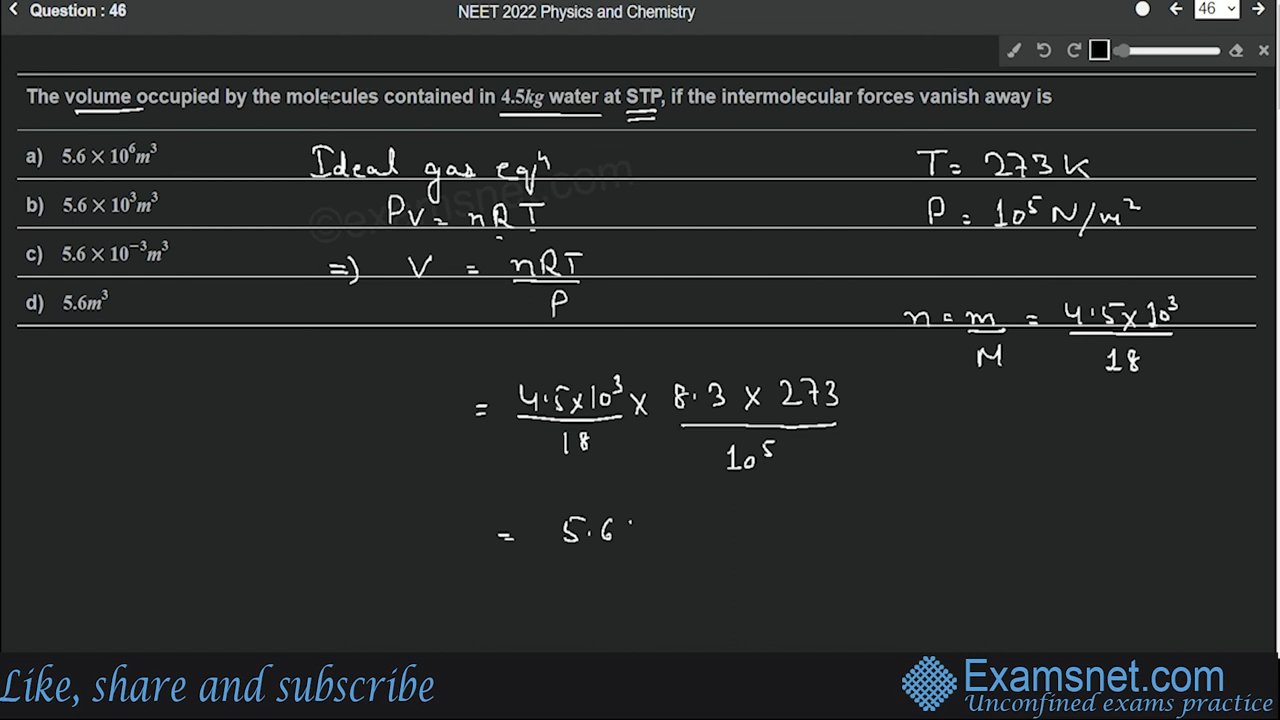 Question : 46
NEET 2022 Physics and Chemistry
46
The volume occupied by the molecules contained in 4.5kg water at STP, if the intermolecular forces vanish away is
a) 5.6 × 10⁶m³
b) 5.6 × 10³m³
c) 5.6 × 10⁻³m³
d) 5.6m³
Ideal gas eqⁿ
PV = nRT
=) V = nRT / P
T = 273 K
P = 10⁵ N/m²
n = m / M = 4.5 × 10³ / 18
= 4.5 × 10³ / 18 × 8.3 × 273 / 10⁵
= 5.6
©examsnet.com
Like, share and subscribe
Examsnet.com
Unconfined exams practice